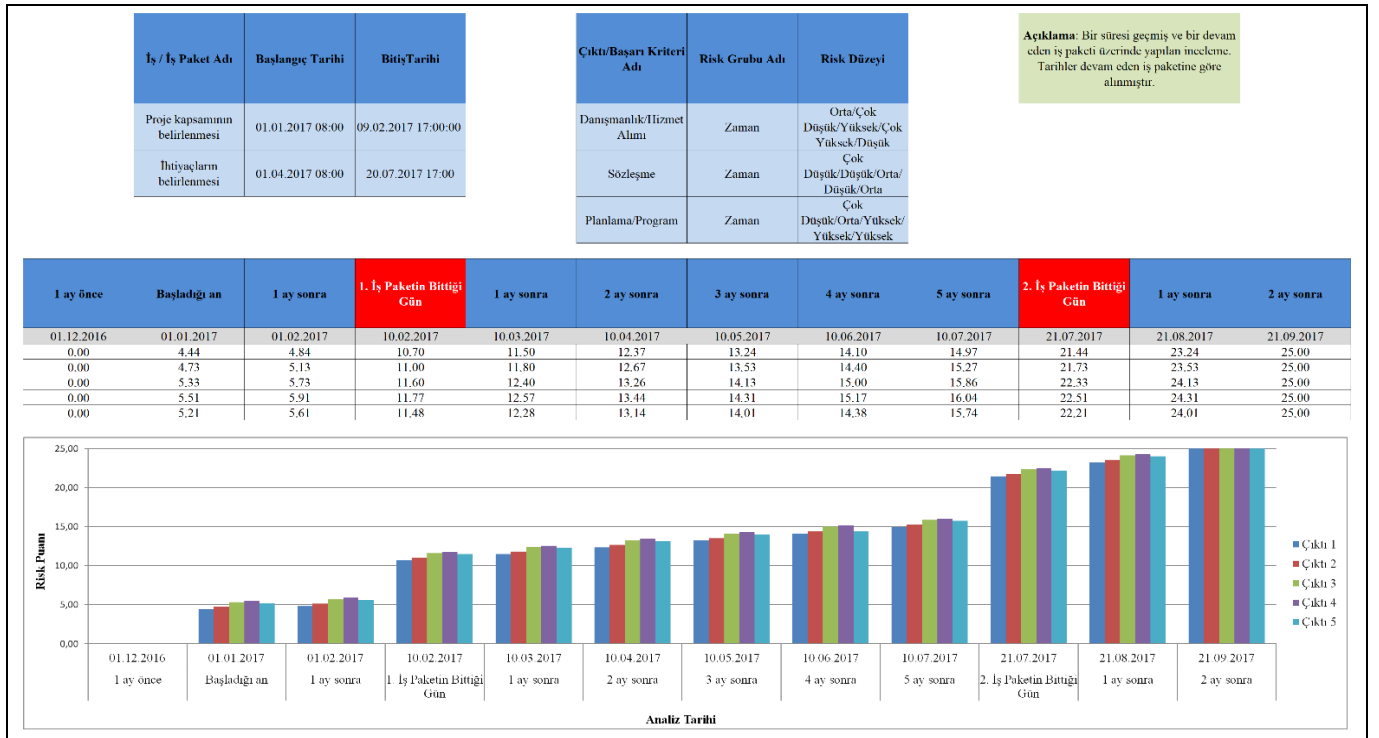 İş / İş Paket Adı Başlangıç Tarihi BitişTarihi
Proje kapsamının
belirlenmesi
01.01.2017 08:00 09.02.2017 17:00:00
İhtiyaçların
belirlenmesi
01.04.2017 08:00 20.07.2017 17:00
Çıktı/Başarı Kriteri
Adı
Risk Grubu Adı Risk Düzeyi
Danışmanlık/Hizmet
Alımı
Zaman
Orta/Çok
Düşük/Yüksek/Çok
Yüksek/Düşük
Sözleşme Zaman
Çok
Düşük/Düşük/Orta/
Düşük/Orta
Planlama/Program Zaman
Çok
Düşük/Orta/Yüksek/
Yüksek/Yüksek
Açıklama: Bir süresi geçmiş ve bir devam
eden iş paketi üzerinde yapılan inceleme.
Tarihler devam eden iş paketine göre
alınmıştır.
1 ay önce Başladığı an 1 ay sonra 1. İş Paketin Bittiği
Gün
1 ay sonra 2 ay sonra 3 ay sonra 4 ay sonra 5 ay sonra 2. İş Paketin Bittiği
Gün
1 ay sonra 2 ay sonra
01.12.2016 01.01.2017 01.02.2017 10.02.2017 10.03.2017 10.04.2017 10.05.2017 10.06.2017 10.07.2017 21.07.2017 21.08.2017 21.09.2017
0.00 4.44 4.84 10.70 11.50 12.37 13.24 14.10 14.97 21.44 23.24 25.00
0.00 4.73 5.13 11.00 11.80 12.67 13.53 14.40 15.27 21.73 23.53 25.00
0.00 5.33 5.73 11.60 12.40 13.26 14.13 15.00 15.86 22.33 24.13 25.00
0.00 5.51 5.91 11.77 12.57 13.44 14.31 15.17 16.04 22.51 24.31 25.00
0.00 5,21 5,61 11,48 12,28 13,14 14,01 14,38 15,74 22,21 24,01 25,00
25,00
20,00
15,00
10,00
5,00
0,00
Risk Puanı
01.12.2016 01.01.2017 01.02.2017 10.02.2017 10.03.2017 10.04.2017 10.05.2017 10.06.2017 10.07.2017 21.07.2017 21.08.2017 21.09.2017
1 ay önce Başladığı an 1 ay sonra 1. İş Paketin Bittiği
Gün
1 ay sonra 2 ay sonra 3 ay sonra 4 ay sonra 5 ay sonra 2. İş Paketin Bittiği
Gün
1 ay sonra 2 ay sonra
Analiz Tarihi
Çıktı 1
Çıktı 2
Çıktı 3
Çıktı 4
Çıktı 5